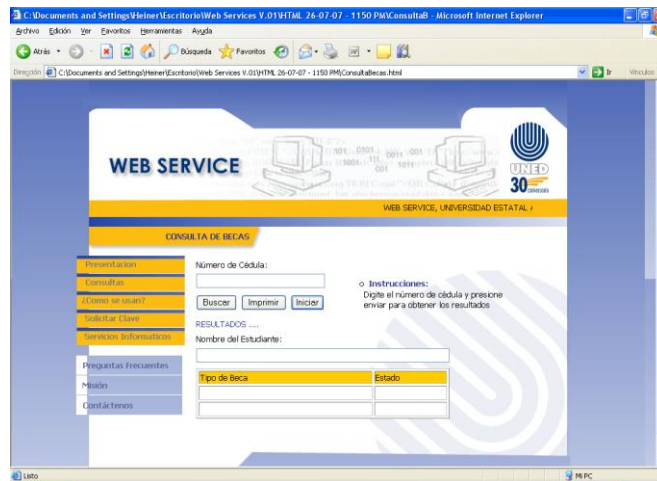 C:\Documents and Settings\Heiner\Escritorio\Web Services V.01\HTML 26-07-07 - 1150 PM\ConsultaB - Microsoft Internet Explorer
Archivo Edición Ver Favoritos Herramientas Ayuda
Atrás Búsqueda Favoritos
Dirección C:\Documents and Settings\Heiner\Escritorio\Web Services V.01\HTML 26-07-07 - 1150 PM\ConsultaBecas.html Ir Vínculos
WEB SERVICE
UNED
30
WEB SERVICE, UNIVERSIDAD ESTATAL
CONSULTA DE BECAS
Presentacion
Consultas
¿Como se usan?
Solicitar Clave
Servicios Informaticos
Preguntas Frecuentes
Misión
Contáctenos
Número de Cédula:
Buscar Imprimir Iniciar
Instrucciones:
Digite el número de cédula y presione
enviar para obtener los resultados
RESULTADOS ....
Nombre del Estudiante:
Tipo de Beca Estado
Listo Mi PC